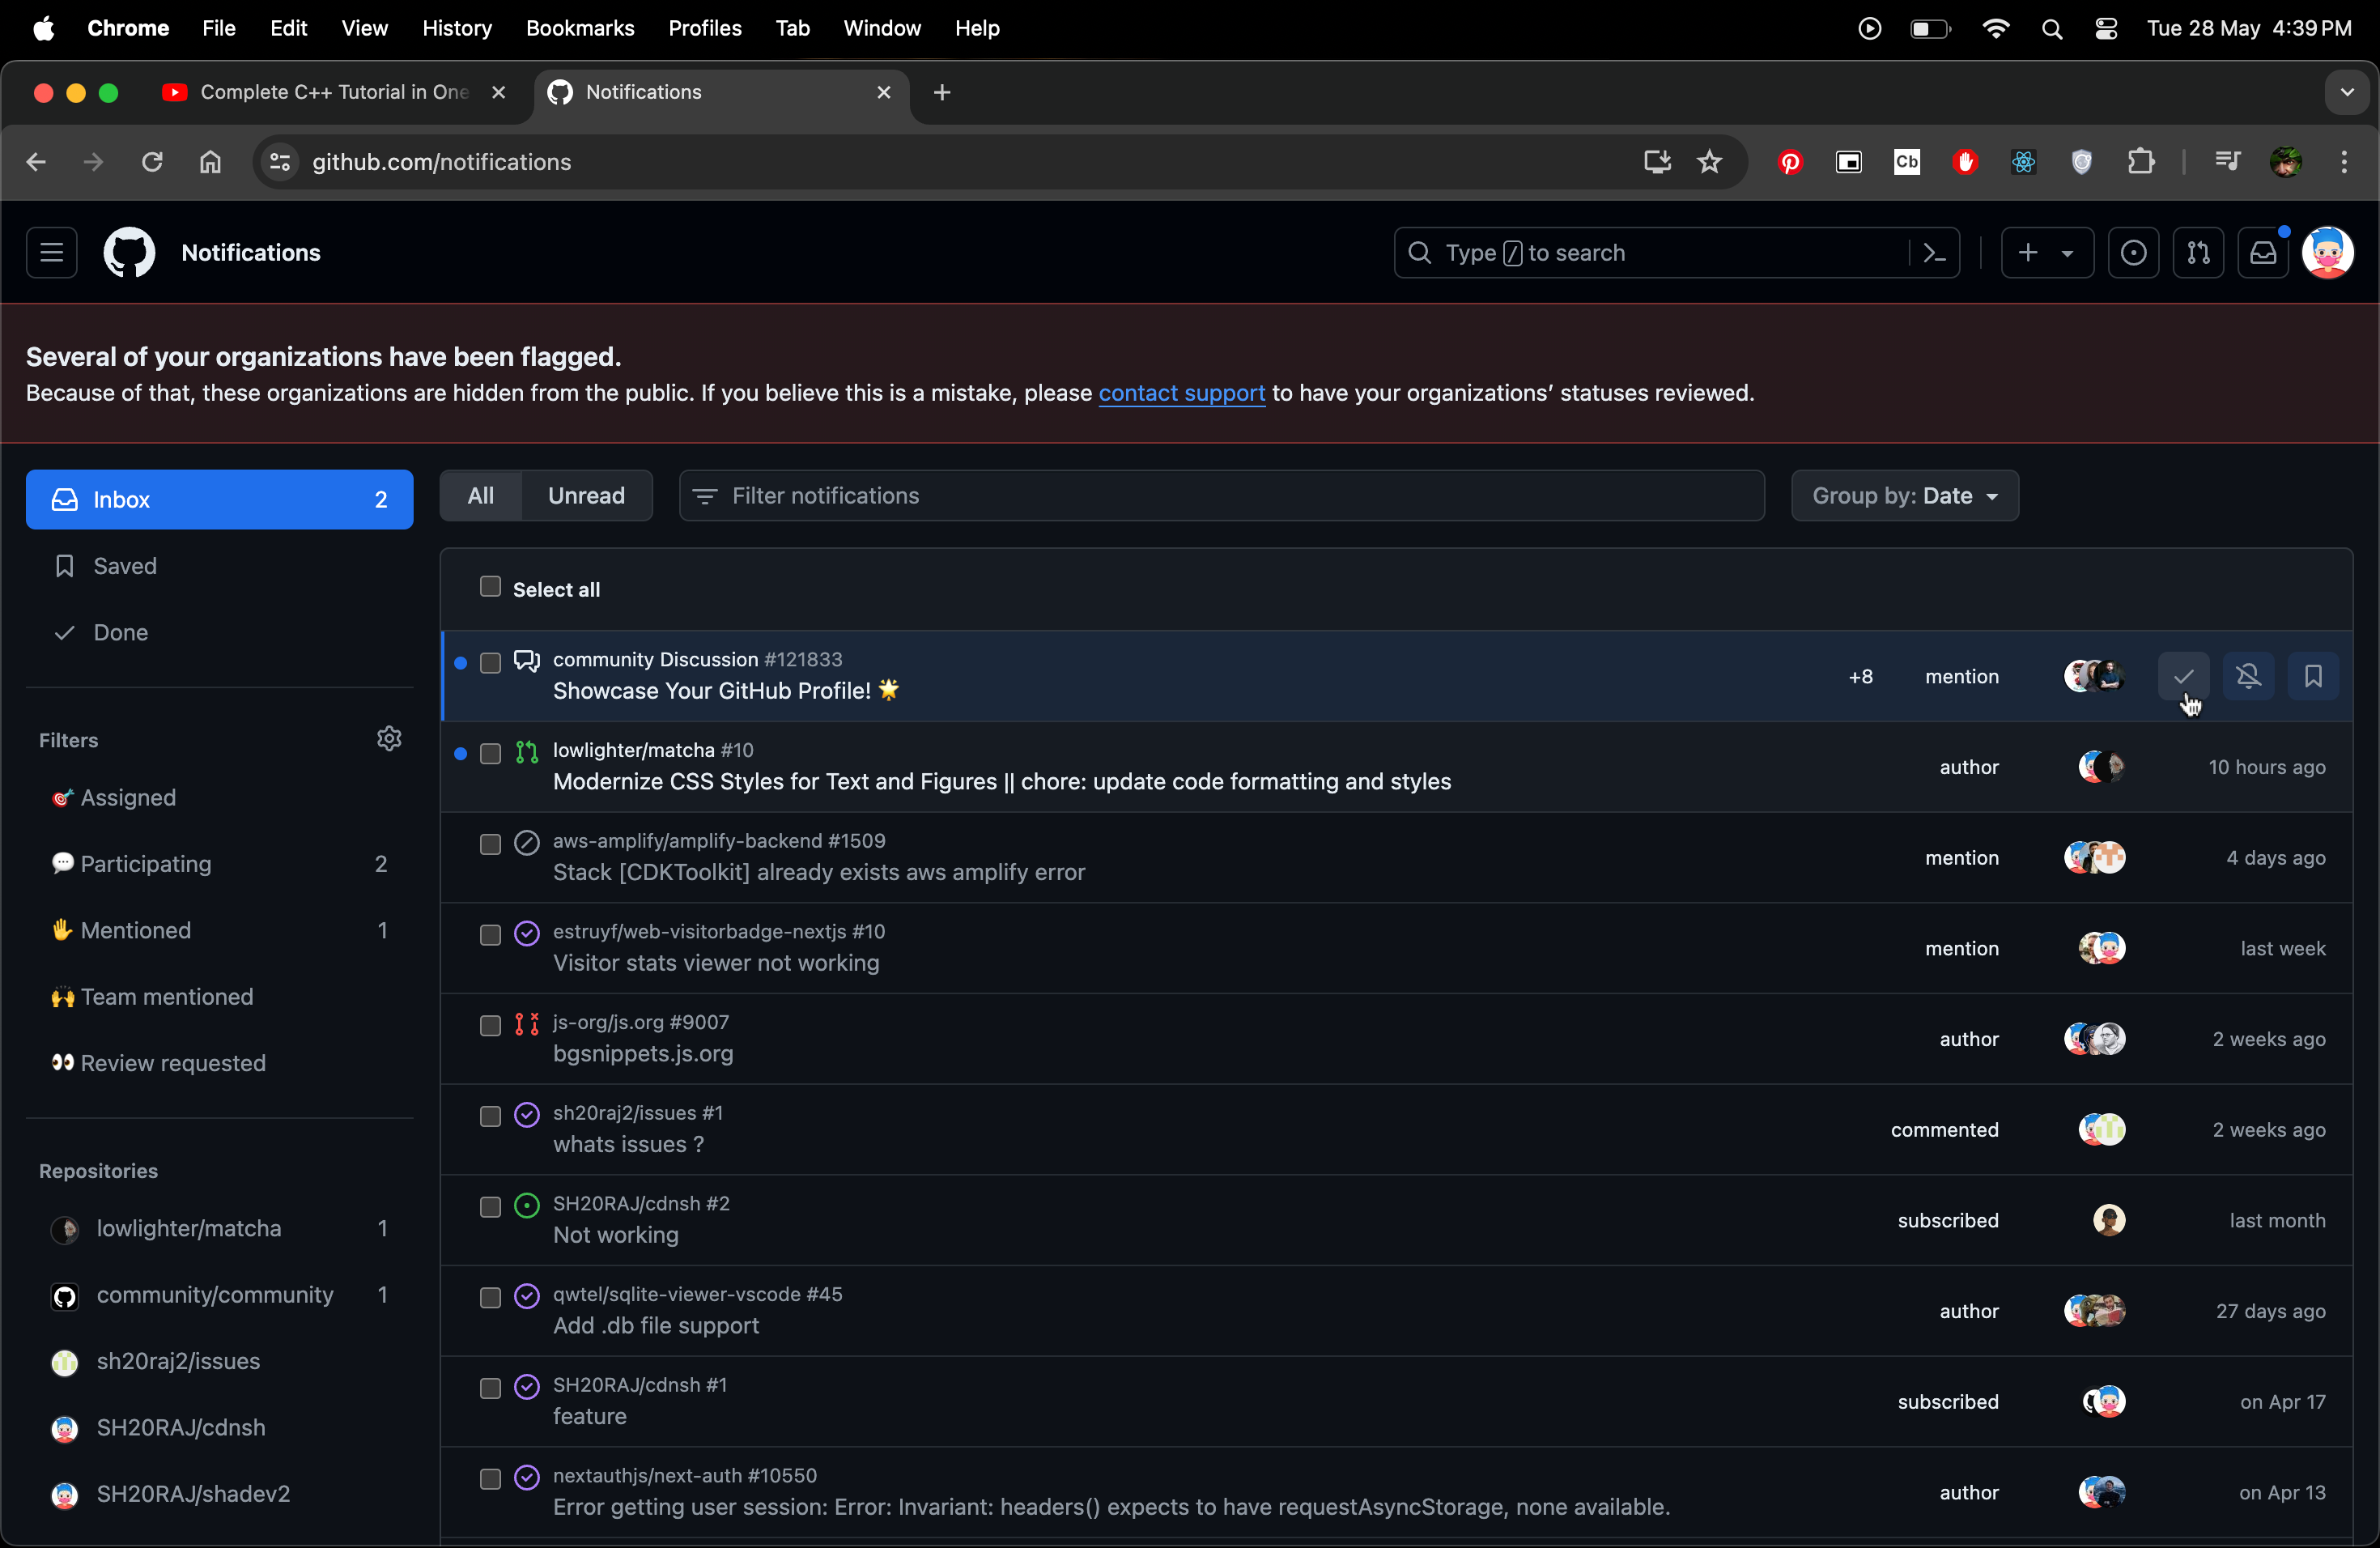 Chrome File Edit View History Bookmarks Profiles Tab Window Help Tue 28 May 4:39 PM
Complete C++ Tutorial in One
Notifications
github.com/notifications
Cb
Notifications
Type / to search
Several of your organizations have been flagged.
Because of that, these organizations are hidden from the public. If you believe this is a mistake, please contact support to have your organizations’ statuses reviewed.
Inbox 2
Saved
Done
Filters
Assigned
Participating 2
Mentioned 1
Team mentioned
Review requested
Repositories
lowlighter/matcha 1
community/community 1
sh20raj2/issues
SH20RAJ/cdnsh
SH20RAJ/shadev2
All Unread Filter notifications Group by: Date
Select all
community Discussion #121833
Showcase Your GitHub Profile! 🌟
+8 mention
lowlighter/matcha #10
Modernize CSS Styles for Text and Figures || chore: update code formatting and styles
author 10 hours ago
aws-amplify/amplify-backend #1509
Stack [CDKToolkit] already exists aws amplify error
mention 4 days ago
estruyf/web-visitorbadge-nextjs #10
Visitor stats viewer not working
mention last week
js-org/js.org #9007
bgsnippets.js.org
author 2 weeks ago
sh20raj2/issues #1
whats issues ?
commented 2 weeks ago
SH20RAJ/cdnsh #2
Not working
subscribed last month
qwtel/sqlite-viewer-vscode #45
Add .db file support
author 27 days ago
SH20RAJ/cdnsh #1
feature
subscribed on Apr 17
nextauthjs/next-auth #10550
Error getting user session: Error: Invariant: headers() expects to have requestAsyncStorage, none available.
author on Apr 13